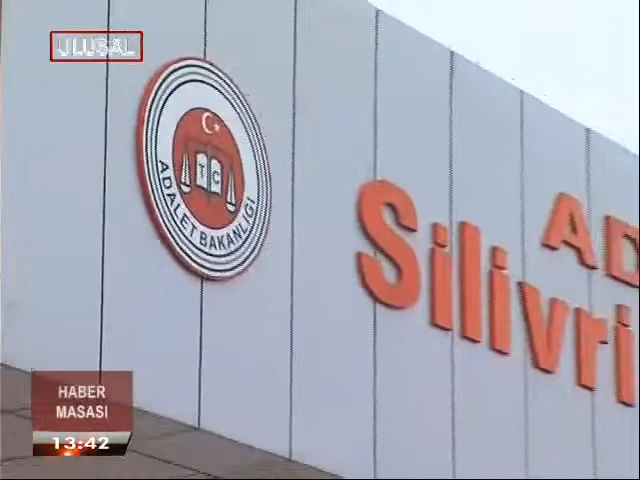 ULUSAL
T C
ADALET BAKANLIĞI
AD
Silivri
HABER
MASASI
13:42